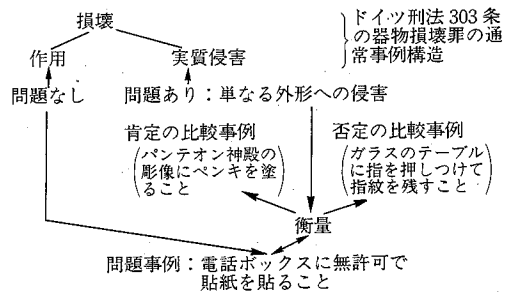 損壊
ドイツ刑法303条
の器物損壊罪の通
常事例構造
作用
実質侵害
問題なし
問題あり：単なる外形への侵害
肯定の比較事例
否定の比較事例
(パンテオン神殿の
彫像にペンキを塗
ること)
(ガラスのテーブル
に指を押しつけて
指紋を残すこと)
衡量
問題事例：電話ボックスに無許可で
貼紙を貼ること